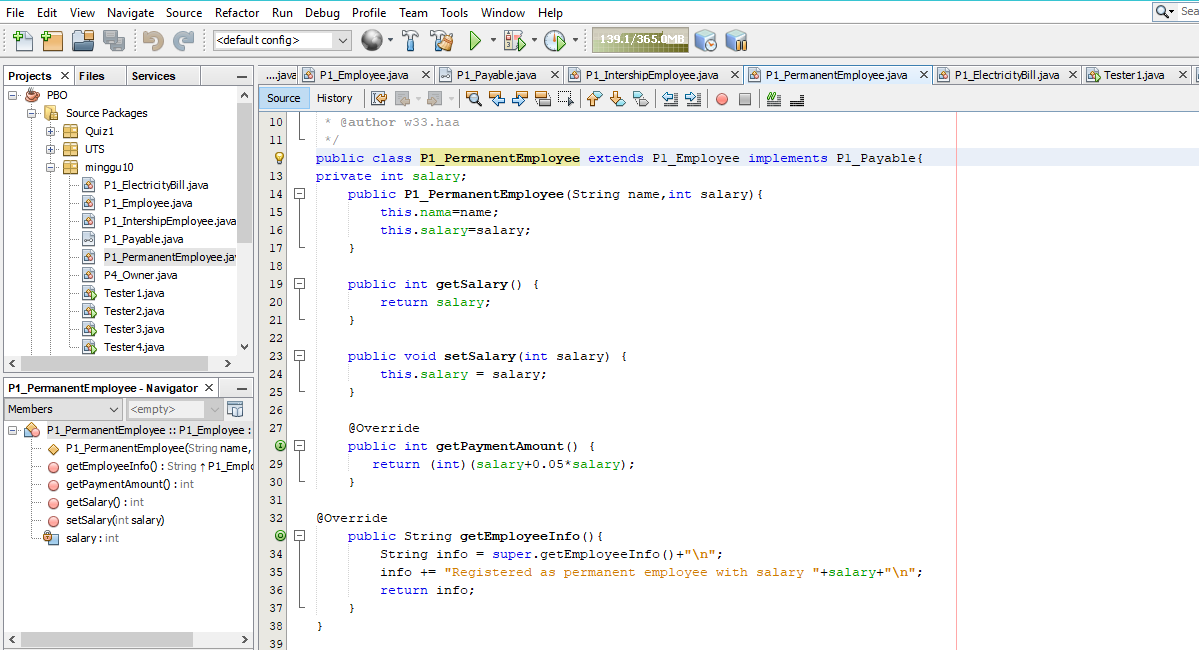 File Edit View Navigate Source Refactor Run Debug Profile Team Tools Window Help
Sea
<default config>
139.1/365.0MB
Projects Files Services
PBO
Source Packages
Quiz1
UTS
minggu10
P1_ElectricityBill.java
P1_Employee.java
P1_IntershipEmployee.java
P1_Payable.java
P1_PermanentEmployee.jav
P4_Owner.java
Tester1.java
Tester2.java
Tester3.java
Tester4.java
P1_PermanentEmployee - Navigator
Members <empty>
P1_PermanentEmployee :: P1_Employee :
P1_PermanentEmployee(String name,
getEmployeeInfo() : String ↑ P1_Emplo
getPaymentAmount() : int
getSalary() : int
setSalary(int salary)
salary : int
....java P1_Employee.java P1_Payable.java P1_IntershipEmployee.java P1_PermanentEmployee.java P1_ElectricityBill.java Tester1.java
Source History
10 * @author w33.haa
11 */
public class P1_PermanentEmployee extends P1_Employee implements P1_Payable{
13 private int salary;
14 public P1_PermanentEmployee(String name,int salary){
15 this.nama=name;
16 this.salary=salary;
17 }
18
19 public int getSalary() {
20 return salary;
21 }
22
23 public void setSalary(int salary) {
24 this.salary = salary;
25 }
26
27 @Override
public int getPaymentAmount() {
29 return (int)(salary+0.05*salary);
30 }
31
32 @Override
public String getEmployeeInfo(){
34 String info = super.getEmployeeInfo()+"\n";
35 info += "Registered as permanent employee with salary "+salary+"\n";
36 return info;
37 }
38 }
39